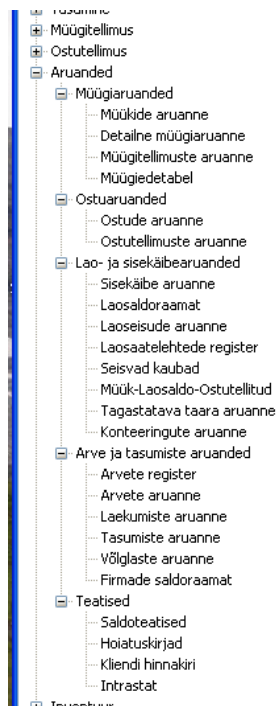 Tasumine
Müügitellimus
Ostutellimus
Aruanded
Müügiaruanded
Müükide aruanne
Detailne müügiaruanne
Müügitellimuste aruanne
Müügiedetabel
Ostuaruanded
Ostude aruanne
Ostutellimuste aruanne
Lao- ja sisekäibearuanded
Sisekäibe aruanne
Laosaldoraamat
Laoseisude aruanne
Laosaatelehtede register
Seisvad kaubad
Müük-Laosaldo-Ostutellitud
Tagastatava taara aruanne
Konteeringute aruanne
Arve ja tasumiste aruanded
Arvete register
Arvete aruanne
Laekumiste aruanne
Tasumiste aruanne
Võlglaste aruanne
Firmade saldoraamat
Teatised
Saldoteatised
Hoiatuskirjad
Kliendi hinnakiri
Intrastat
Inventuur